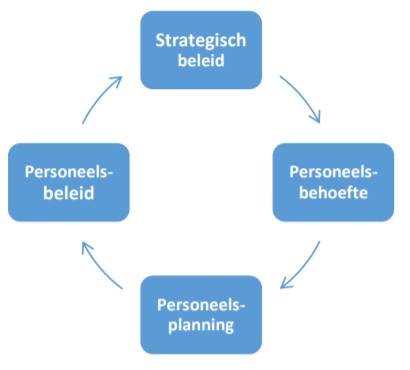 Strategisch
beleid
Personeels-
behoefte
Personeels-
planning
Personeels-
beleid